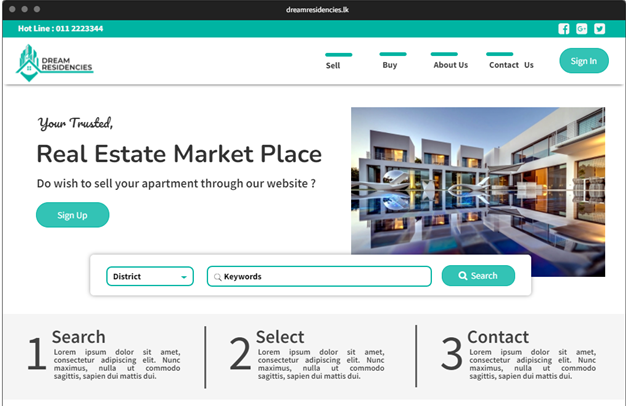 dreamresidencies.lk
Hot Line : 011 2223344
DREAM
RESIDENCIES
Sell
Buy
About Us
Contact Us
Sign In
Your Trusted,
Real Estate Market Place
Do wish to sell your apartment through our website ?
Sign Up
District
Keywords
Search
1 Search
Lorem ipsum dolor sit amet,
consectetur adipiscing elit. Nunc
maximus, nulla ut commodo
sagittis, sapien dui mattis dui.
2 Select
Lorem ipsum dolor sit amet,
consectetur adipiscing elit. Nunc
maximus, nulla ut commodo
sagittis, sapien dui mattis dui.
3 Contact
Lorem ipsum dolor sit amet,
consectetur adipiscing elit. Nunc
maximus, nulla ut commodo
sagittis, sapien dui mattis dui.